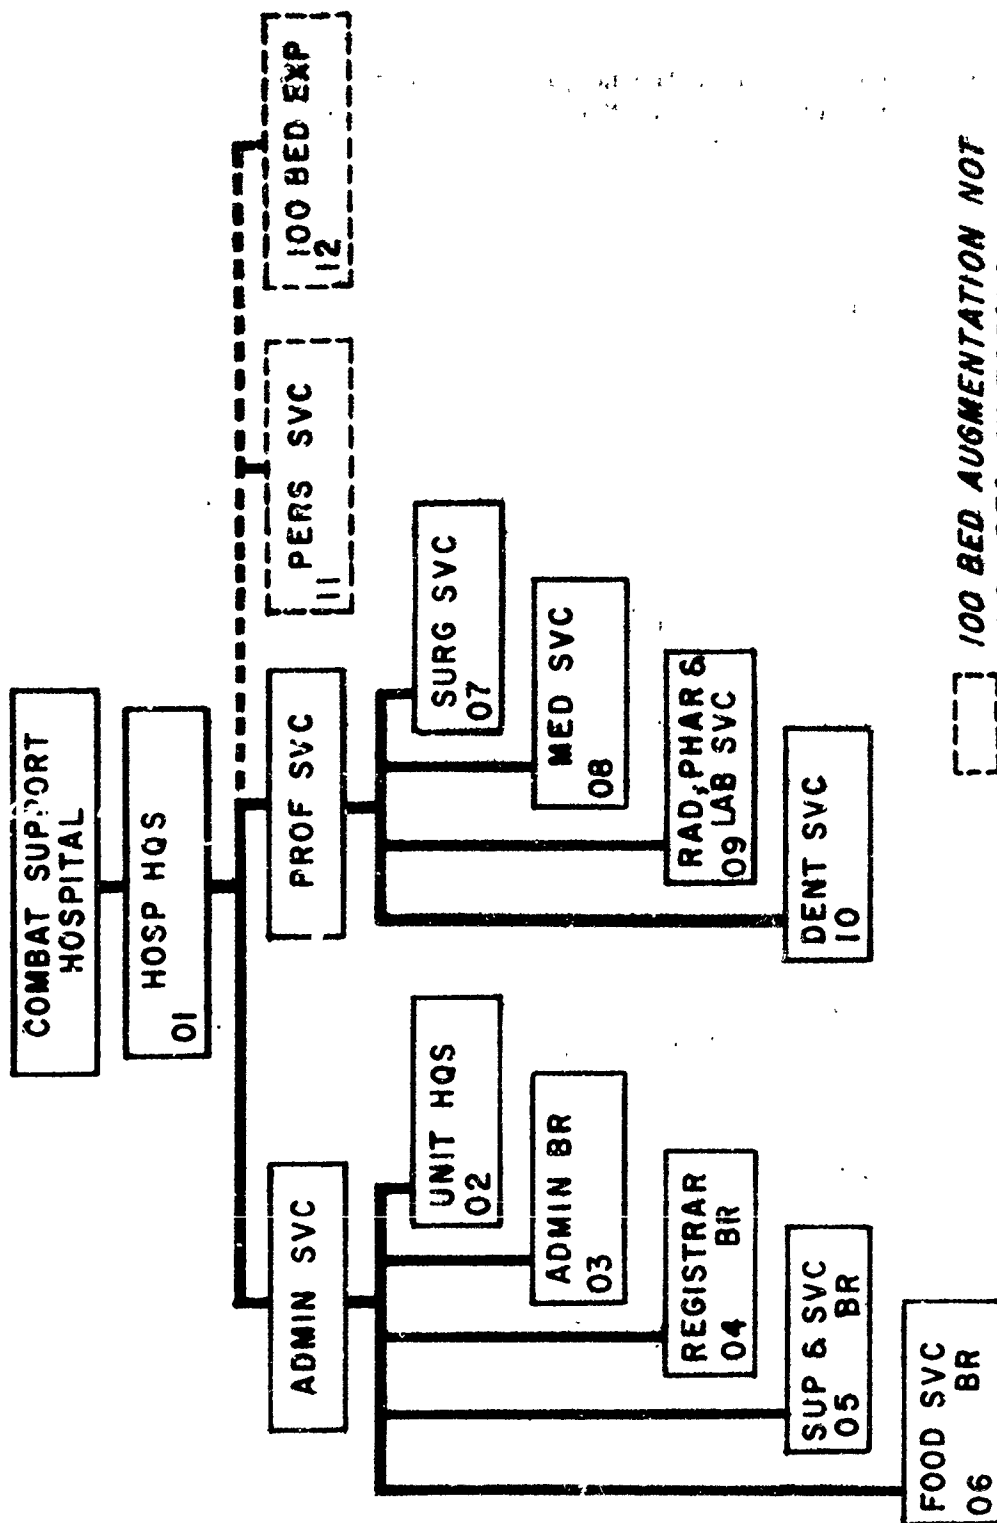 COMBAT SUPPORT
HOSPITAL
HOSP HQS
01
ADMIN SVC
PROF SVC
PERS SVC
11
100 BED EXP
12
UNIT HQS
02
ADMIN BR
03
REGISTRAR
04 BR
SUP & SVC
05 BR
FOOD SVC
BR
06
SURG SVC
07
MED SVC
08
RAD, PHAR &
09 LAB SVC
DENT SVC
10
100 BED AUGMENTATION NOT